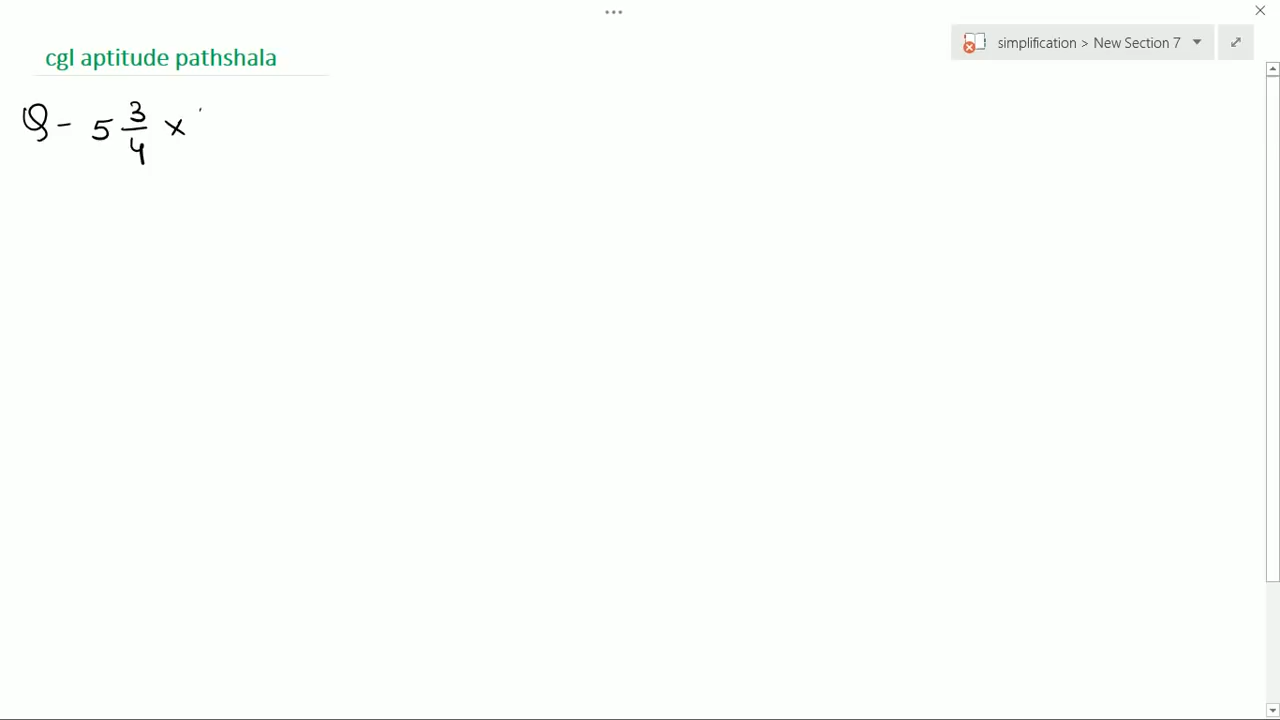 simplification > New Section 7
cgl aptitude pathshala
Q- 5 3/4 ×